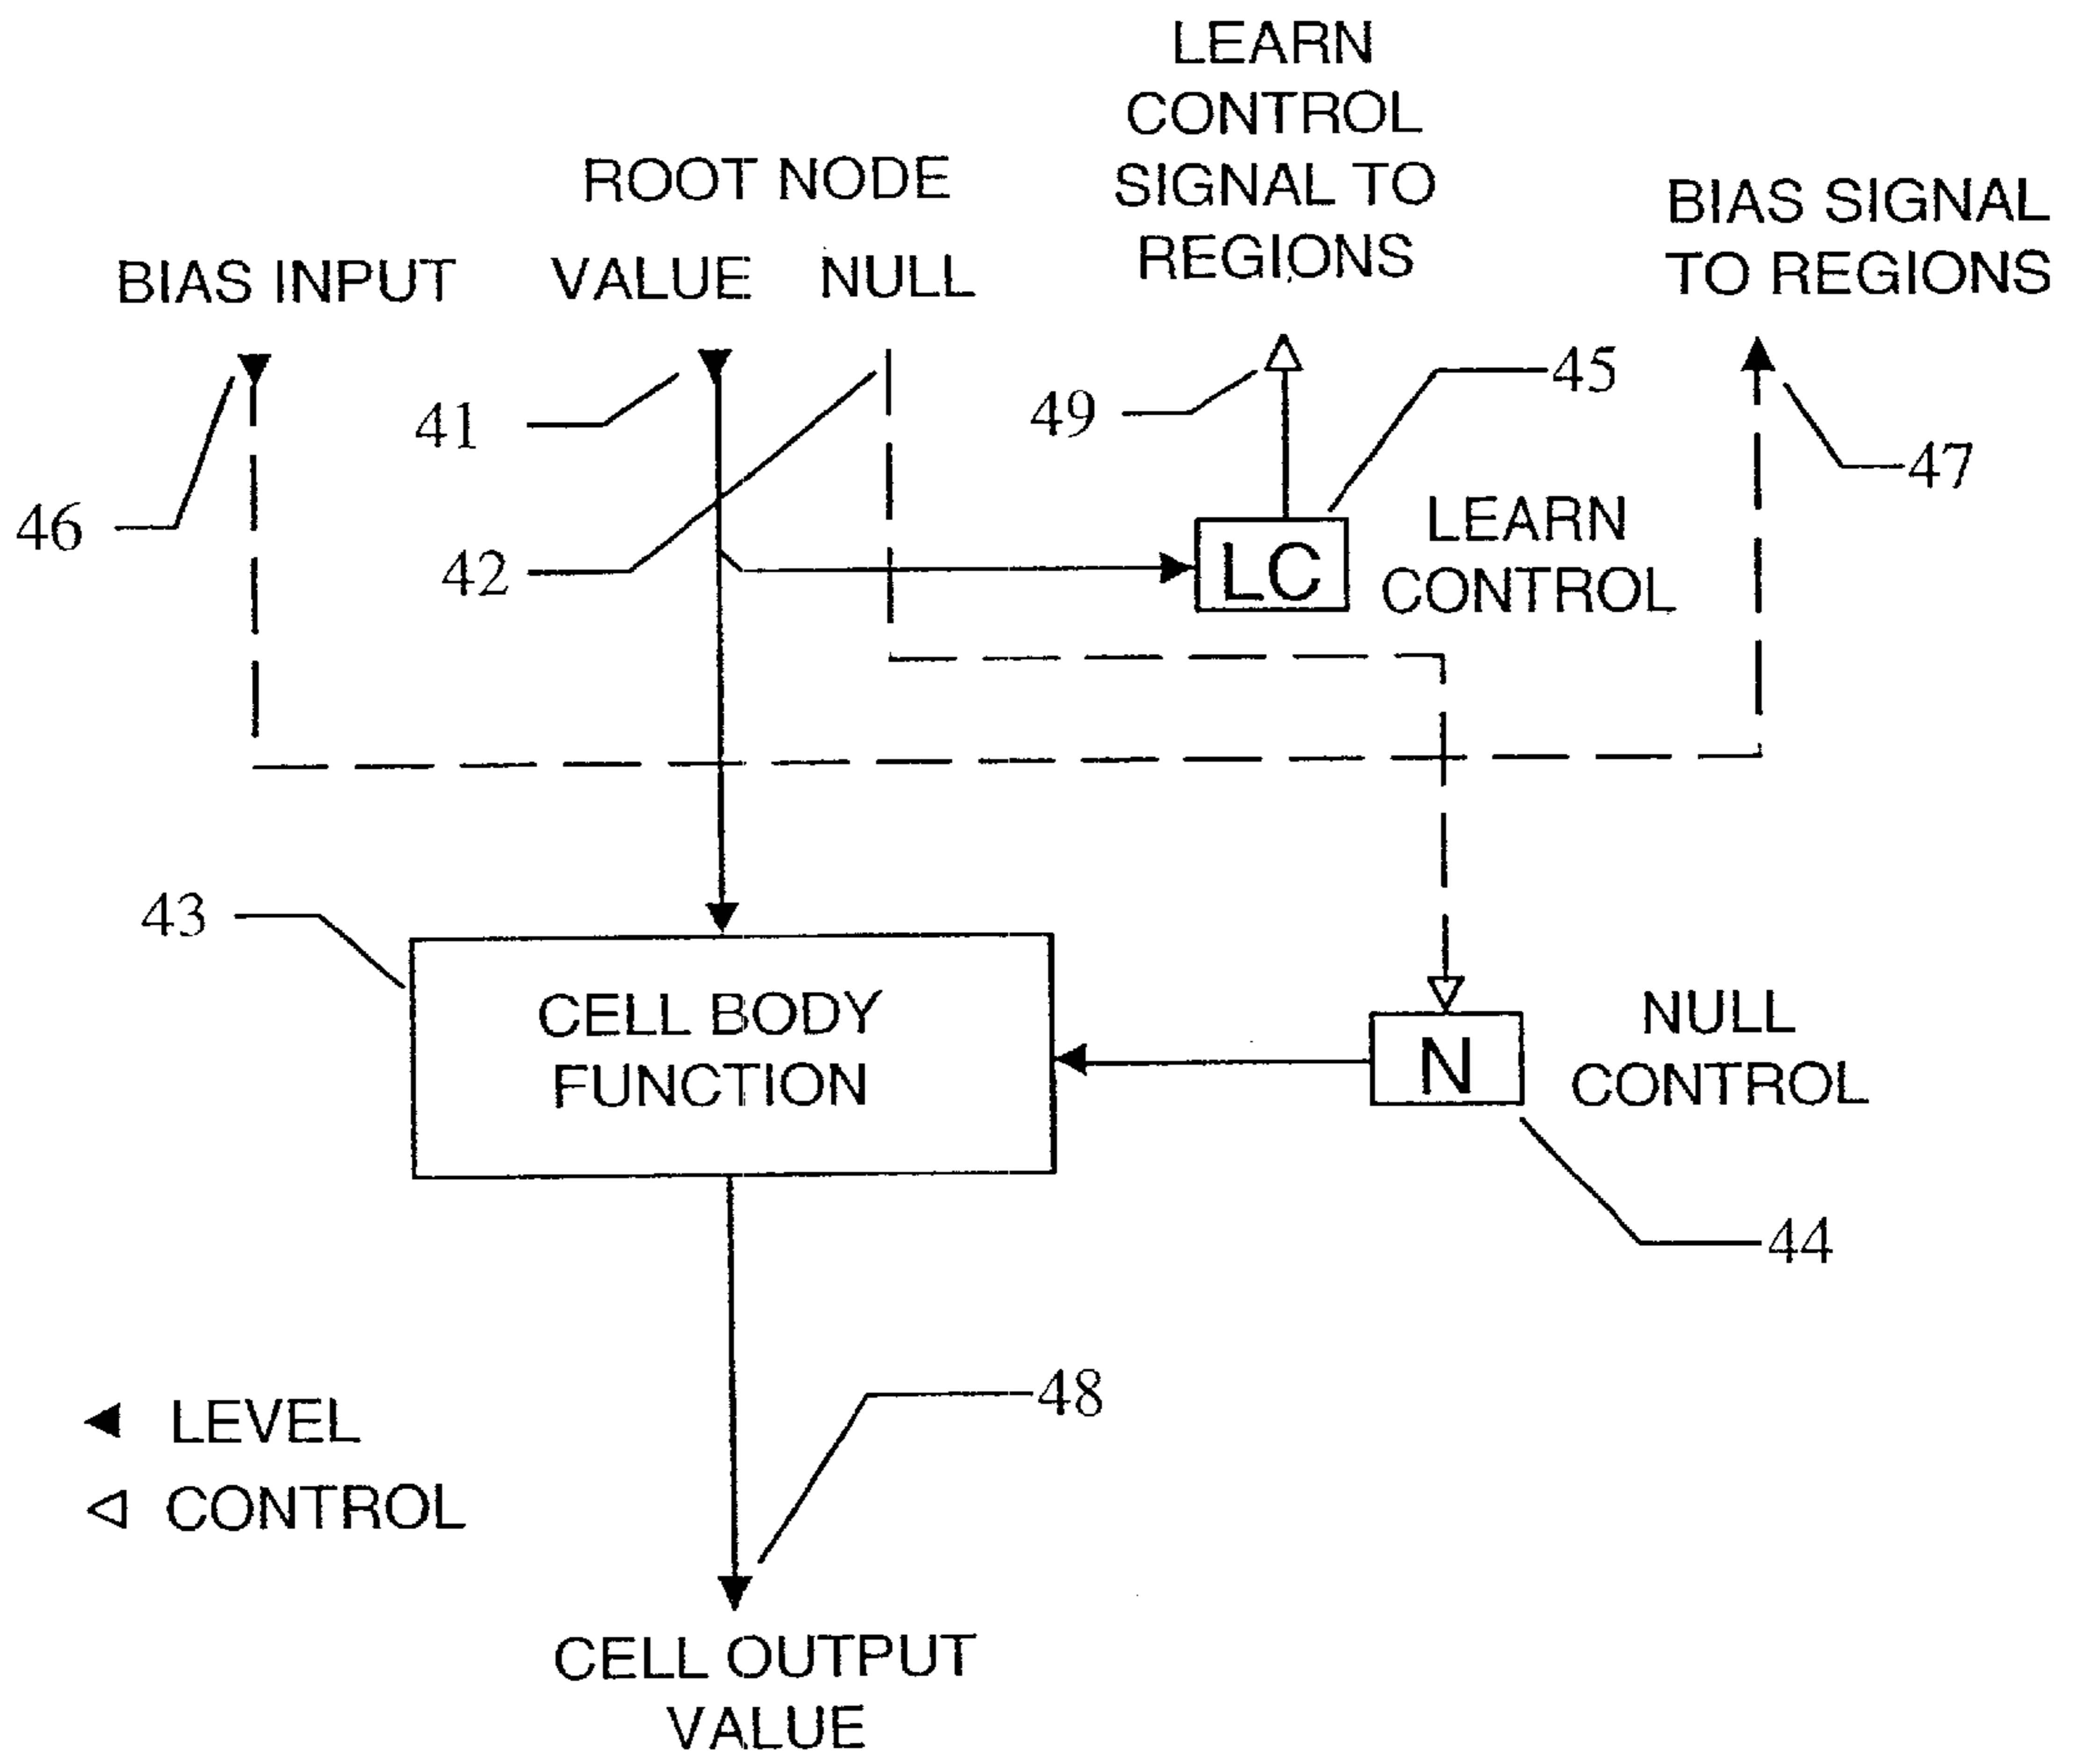 LEARN
CONTROL
SIGNAL TO
REGIONS
ROOT NODE
VALUE NULL
BIAS INPUT
BIAS SIGNAL
TO REGIONS
41
49
45
47
46
42
LC
LEARN
CONTROL
43
CELL BODY
FUNCTION
N
NULL
CONTROL
44
48
LEVEL
CONTROL
CELL OUTPUT
VALUE